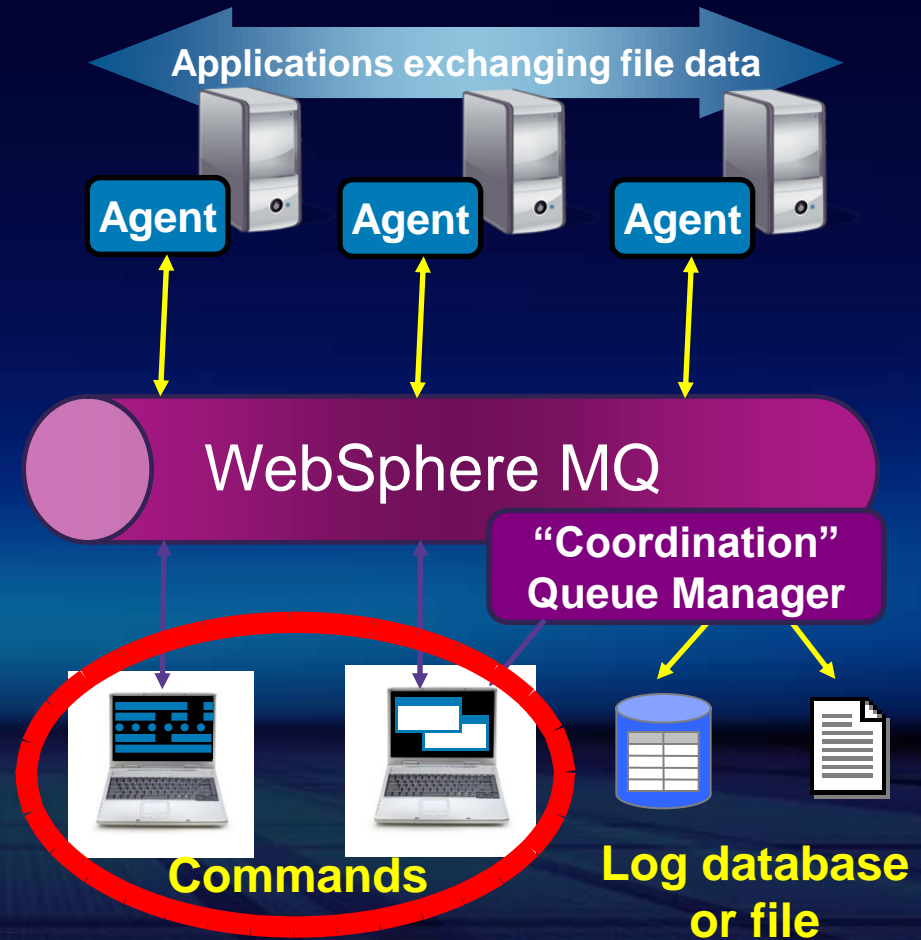 Applications exchanging file data
Agent
Agent
Agent
WebSphere MQ
“Coordination”
Queue Manager
Commands
Log database
or file